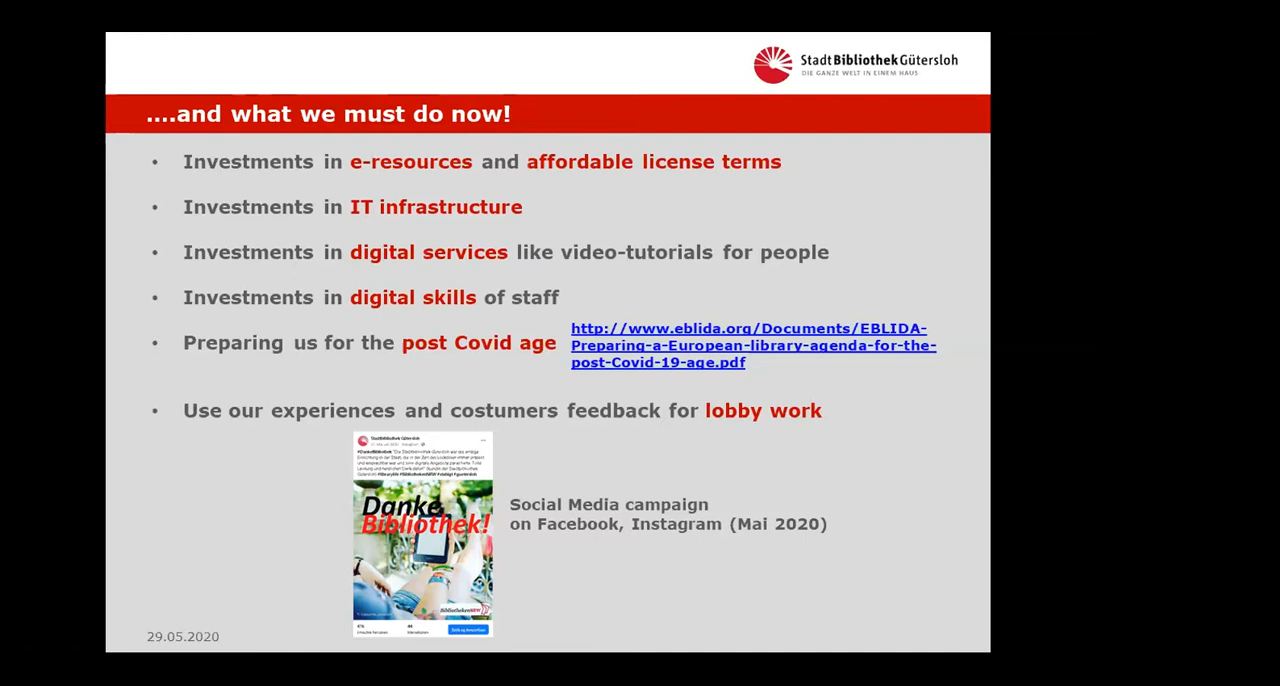 StadtBibliothekGütersloh
DIE GANZE WELT IN EINEM HAUS
....and what we must do now!
• Investments in e-resources and affordable license terms
• Investments in IT infrastructure
• Investments in digital services like video-tutorials for people
• Investments in digital skills of staff
• Preparing us for the post Covid age
http://www.eblida.org/Documents/EBLIDA-
Preparing-a-European-library-agenda-for-the-
post-Covid-19-age.pdf
• Use our experiences and costumers feedback for lobby work
StadtBibliothek Gütersloh
Danke
Bibliothek!
BibliothekenNRW
Social Media campaign
on Facebook, Instagram (Mai 2020)
29.05.2020